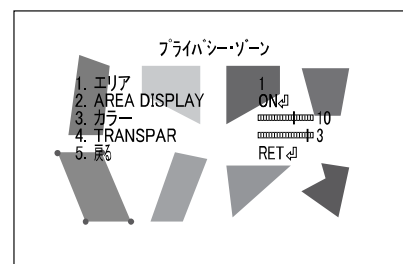 プライバシー・ゾーン
1. エリア 1
2. AREA DISPLAY ON⏎
3. カラー 10
4. TRANSPAR 3
5. 戻る RET⏎